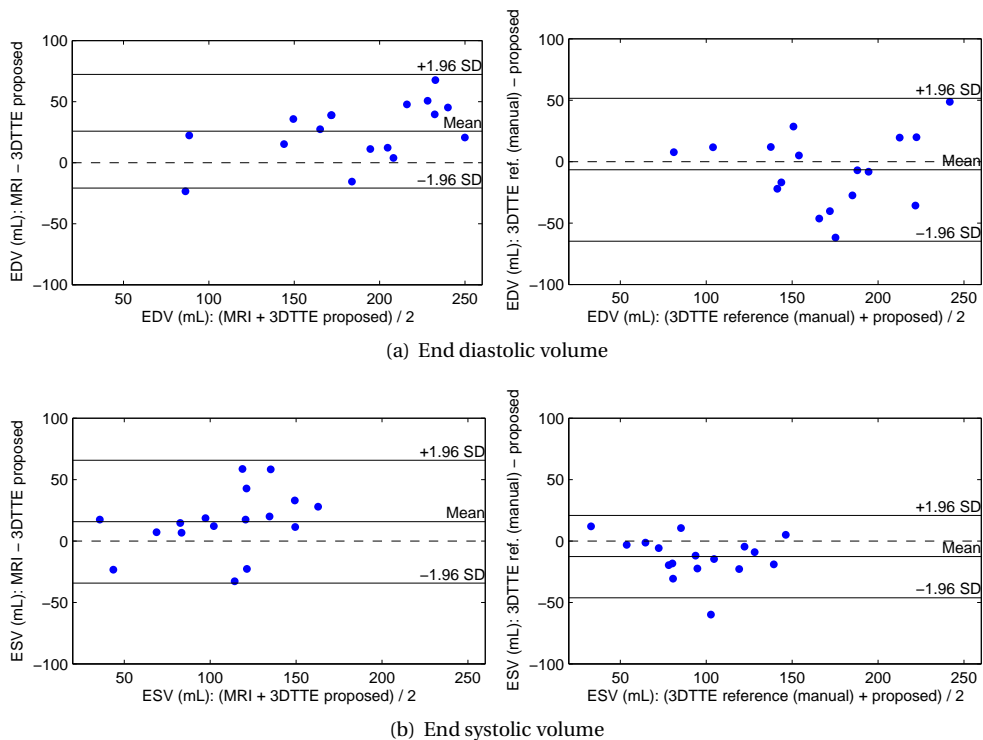 EDV (mL): MRI − 3DTTE proposed
100
50
0
−50
−100
+1.96 SD
Mean
−1.96 SD
50 100 150 200 250
EDV (mL): (MRI + 3DTTE proposed) / 2
EDV (mL): 3DTTE ref. (manual) − proposed
100
50
0
−50
−100
+1.96 SD
Mean
−1.96 SD
50 100 150 200 250
EDV (mL): (3DTTE reference (manual) + proposed) / 2
(a) End diastolic volume
ESV (mL): MRI − 3DTTE proposed
100
50
0
−50
−100
+1.96 SD
Mean
−1.96 SD
50 100 150 200 250
ESV (mL): (MRI + 3DTTE proposed) / 2
ESV (mL): 3DTTE ref. (manual) − proposed
100
50
0
−50
−100
+1.96 SD
Mean
−1.96 SD
50 100 150 200 250
ESV (mL): (3DTTE reference (manual) + proposed) / 2
(b) End systolic volume